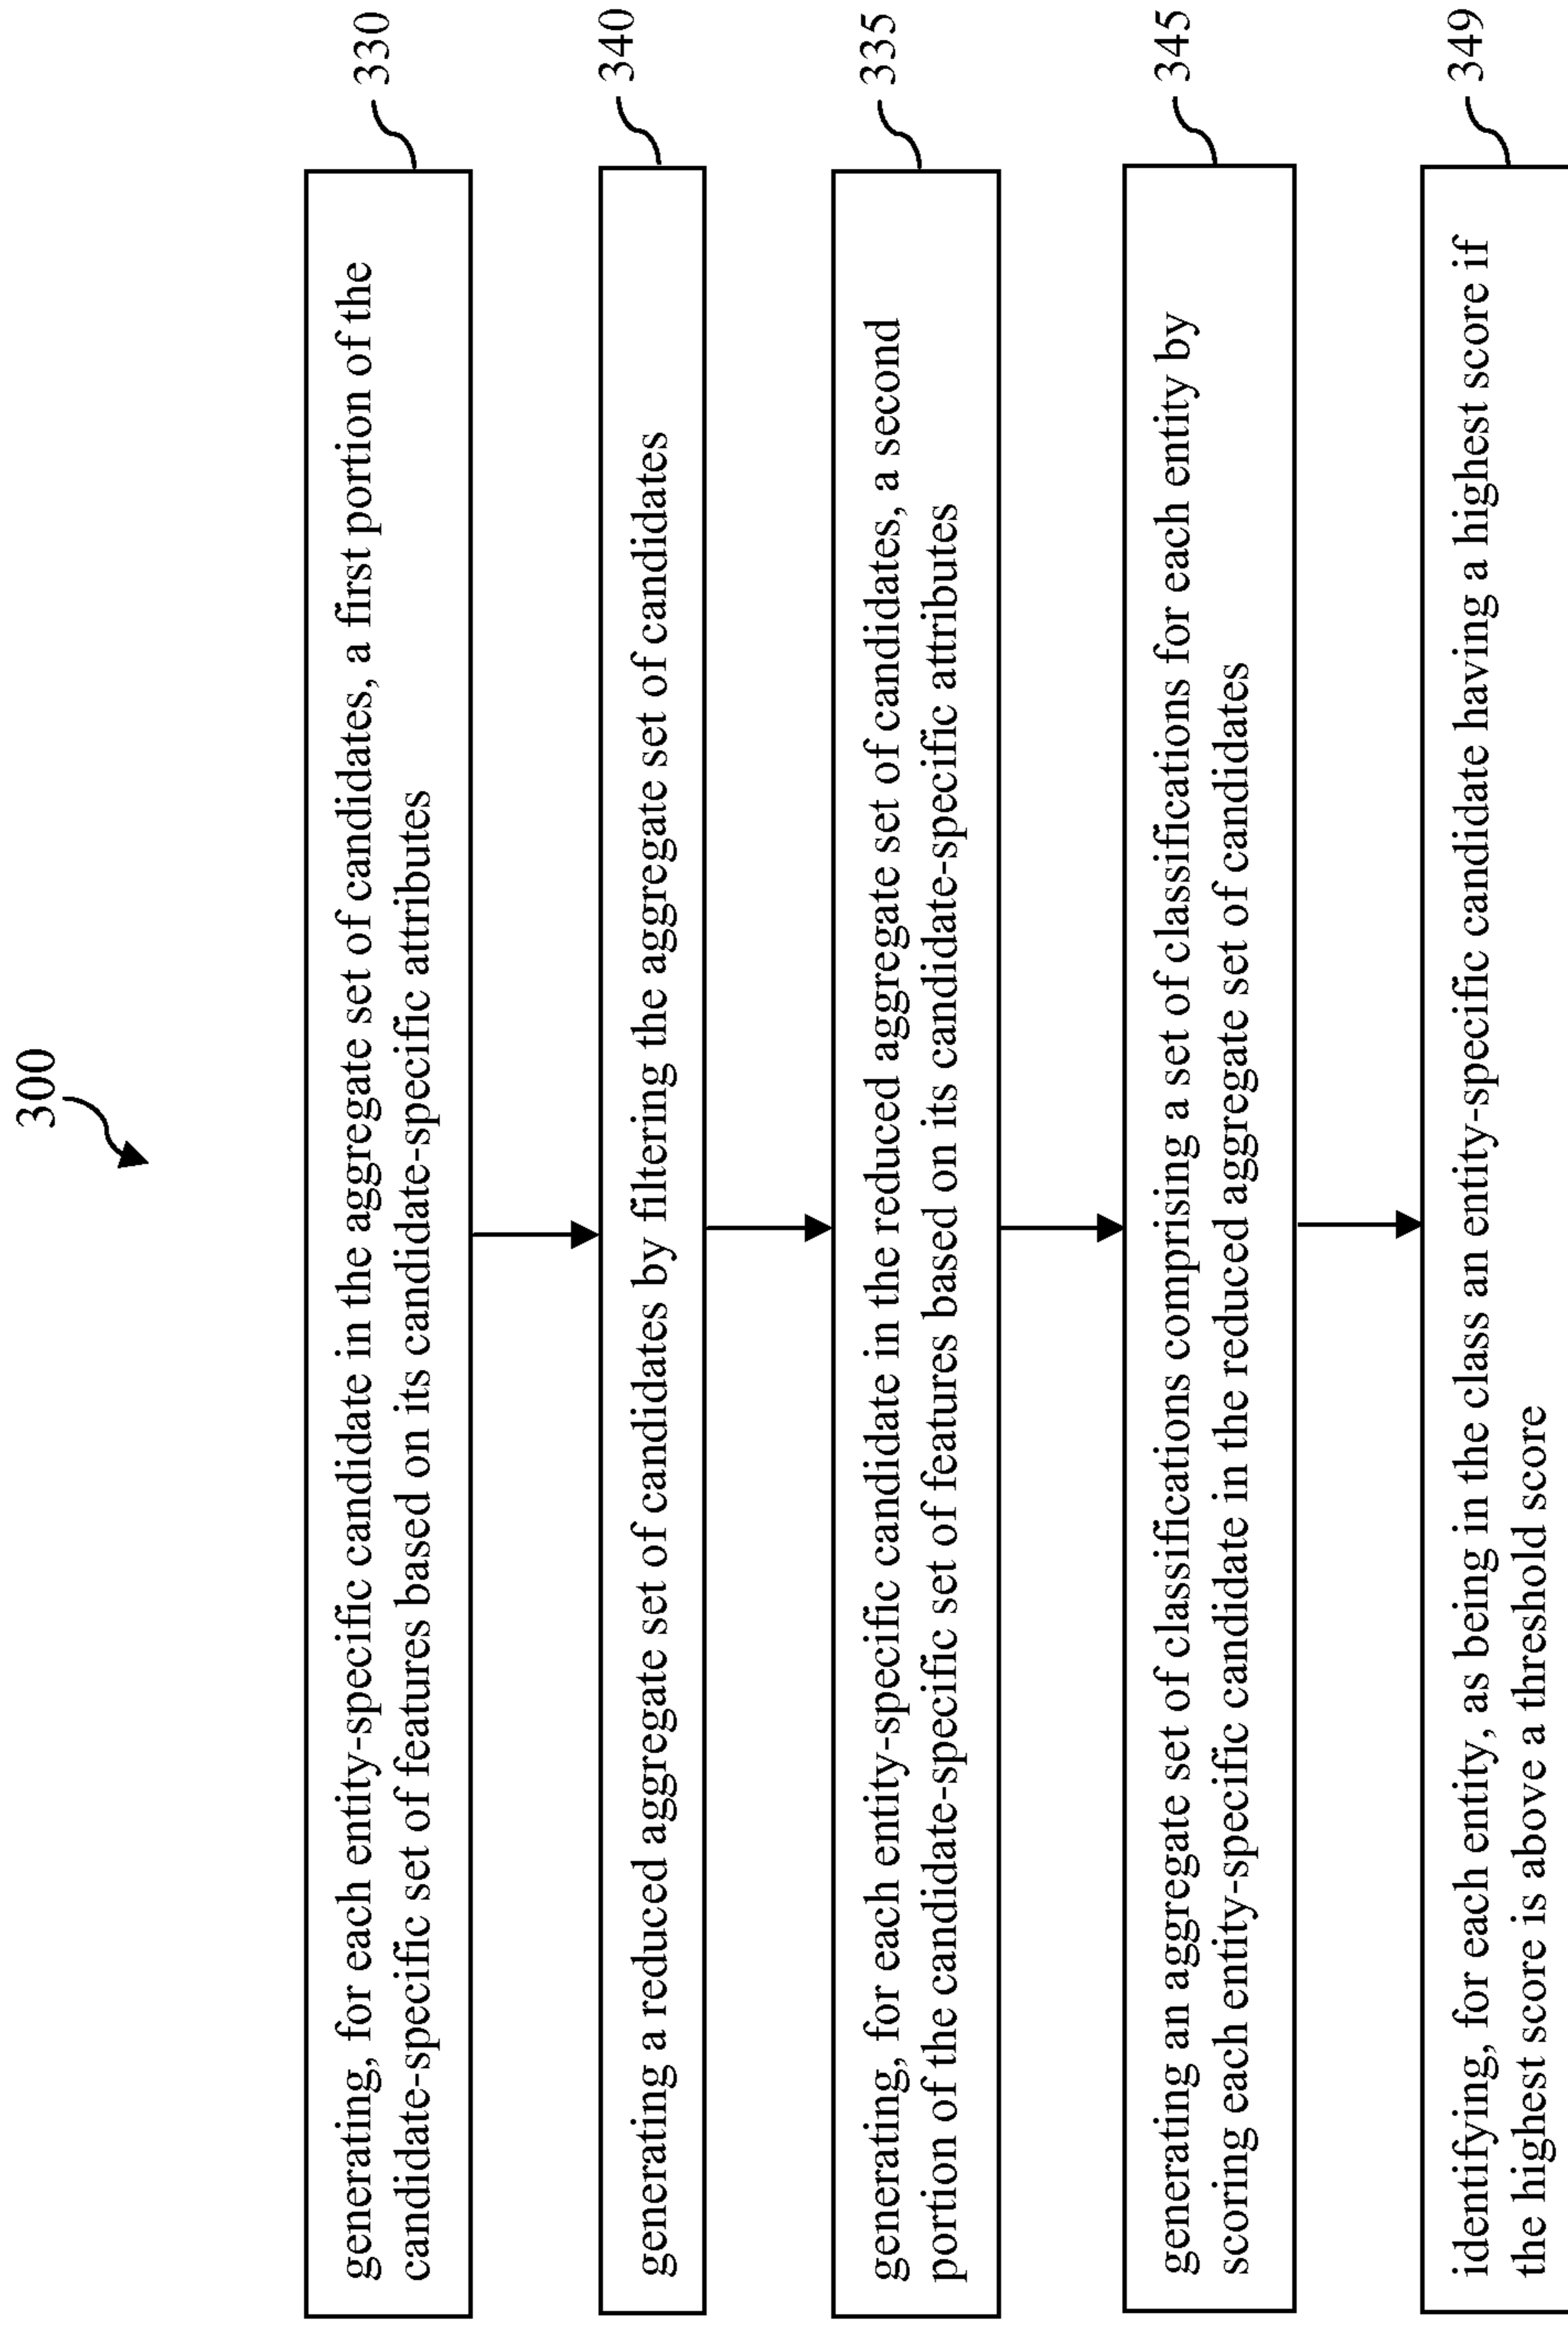 300
330
generating, for each entity-specific candidate in the aggregate set of candidates, a first portion of the
candidate-specific set of features based on its candidate-specific attributes
340
generating a reduced aggregate set of candidates by filtering the aggregate set of candidates
335
generating, for each entity-specific candidate in the reduced aggregate set of candidates, a second
portion of the candidate-specific set of features based on its candidate-specific attributes
345
generating an aggregate set of classifications comprising a set of classifications for each entity by
scoring each entity-specific candidate in the reduced aggregate set of candidates
349
identifying, for each entity, as being in the class an entity-specific candidate having a highest score if
the highest score is above a threshold score